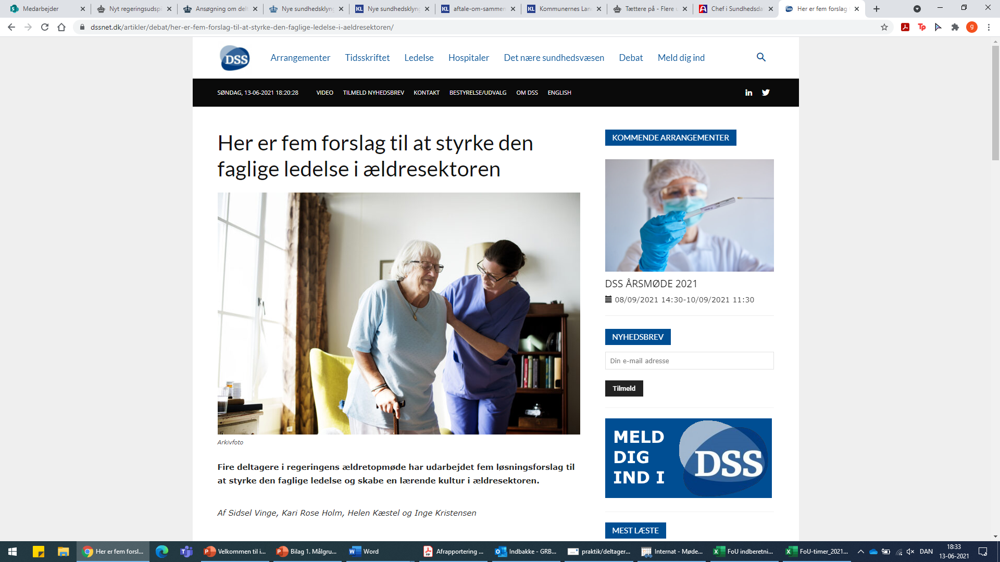 Medarbejder
Nyt regeringsudspi
Ansøgning om delt
Nye sundhedsklyng
Nye sundhedsklyng
aftale-om-sammen
Kommunernes Lan
Tættere på - Flere u
Chef i Sundhedsdat
Her er fem forslag
dssnet.dk/artikler/debat/her-er-fem-forslag-til-at-styrke-den-faglige-ledelse-i-aeldresektoren/
g
DSS
Arrangementer
Tidsskriftet
Ledelse
Hospitaler
Det nære sundhedsvæsen
Debat
Meld dig ind
SØNDAG, 13-06-2021 18:20:28
VIDEO
TILMELD NYHEDSBREV
KONTAKT
BESTYRELSE/UDVALG
OM DSS
ENGLISH
Her er fem forslag til at styrke den
faglige ledelse i ældresektoren
Arkivfoto
Fire deltagere i regeringens ældretopmøde har udarbejdet fem løsningsforslag til
at styrke den faglige ledelse og skabe en lærende kultur i ældresektoren.
Af Sidsel Vinge, Kari Rose Holm, Helen Kæstel og Inge Kristensen
KOMMENDE ARRANGEMENTER
DSS ÅRSMØDE 2021
08/09/2021 14:30-10/09/2021 11:30
NYHEDSBREV
Din e-mail adresse
Tilmeld
MELD
DIG
IND I
DSS
MEST LÆSTE
Her er fem forsl...
Velkommen til i...
Bilag 1. Målgru...
Word
Afrapportering ...
Indbakke - GRB...
praktik/deltager...
Internat - Møde...
FoU indberetni...
FoU-timer_2021...
DAN
18:33
13-06-2021